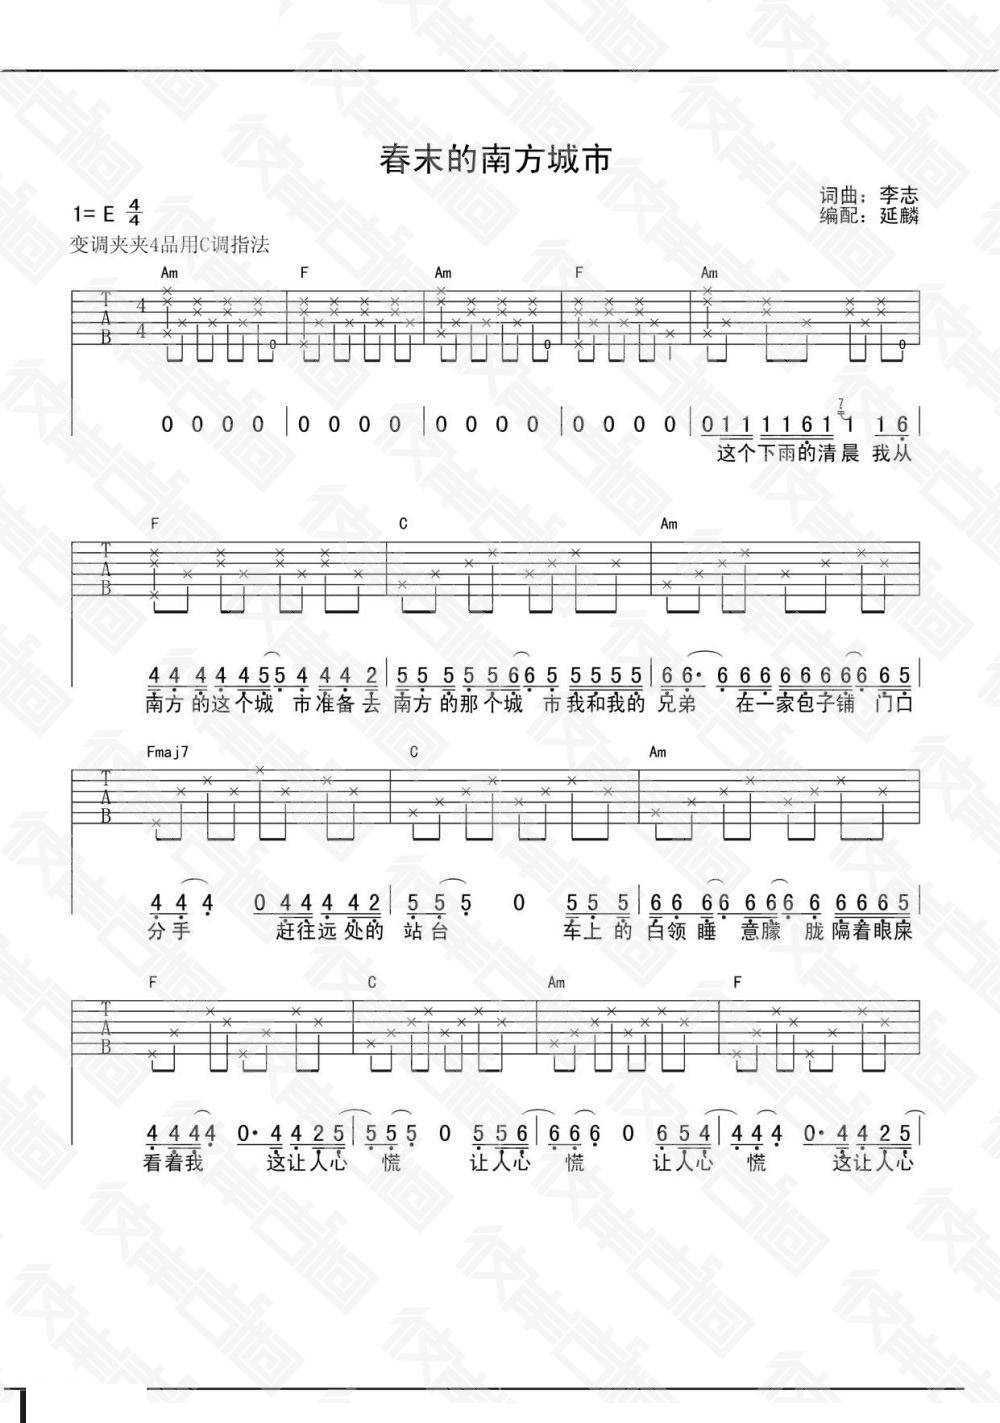 春末的南方城市
词曲：李志
1= E 4/4
编配：延麟
变调夹夹4品用C调指法
Am F Am F Am
T A B 4 4
0 0 0 0
0 0 0 0 | 0 0 0 0 | 0 0 0 0 | 0 0 0 0 | 0 1 1 1 1 6 1 1 1 6
这个下雨的清晨 我从
F C Am
T A B
4 4 4 4 4 5 5 4 4 4 2 | 5 5 5 5 5 6 6 5 5 5 5 5 | 6 6· 6 6 6 6 6 6 6 6 6 5
南方的这个城 市准备去 南方的那个城 市我和我的 兄弟 在一家包子铺 门口
Fmaj7 C Am
T A B
4 4 4 0 4 4 4 4 2 | 5 5 5 0 5 5 5 | 6 6 6 6 6 6 6 6 6 6 6 5
分手 赶往远处的 站台 车上的 白领睡 意朦 胧隔着眼屎
F C Am F
T A B
4 4 4 4 0· 4 4 2 5 | 5 5 5 0 5 5 6 | 6 6 6 0 6 5 4 | 4 4 4 0· 4 4 2 5
看着我 这让人心 慌 让人心 慌 让人心 慌 这让人心